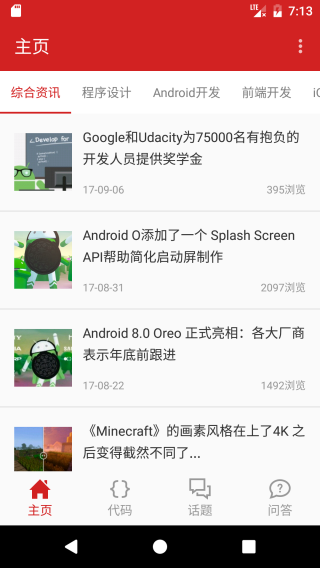 LTE 7:13
主页
综合资讯 程序设计 Android开发 前端开发
Develop for
Google和Udacity为75000名有抱负的
开发人员提供奖学金
17-09-06 395浏览
Android O添加了一个 Splash Screen
API帮助简化启动屏制作
17-08-31 2097浏览
Android 8.0 Oreo 正式亮相：各大厂商
表示年底前跟进
17-08-22 1492浏览
《Minecraft》的画素风格在上了4K 之
后变得截然不同了...
主页 代码 话题 问答